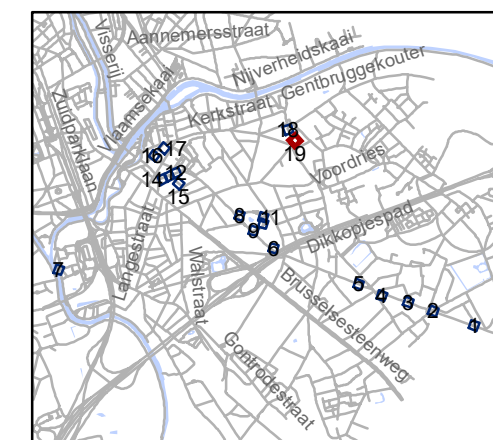 Aannemersstraat
Visserij
Nijverheidskaai
Zuidparklaan
Vlaamsekaai
Kerkstraat
Gentbruggekouter
18
19
17
16
12
14
15
Voordries
Langestraat
8
11
9
6
Dikkopjespad
Walstraat
7
Brusselsesteenweg
5
4
3
2
1
Gontrodestraat